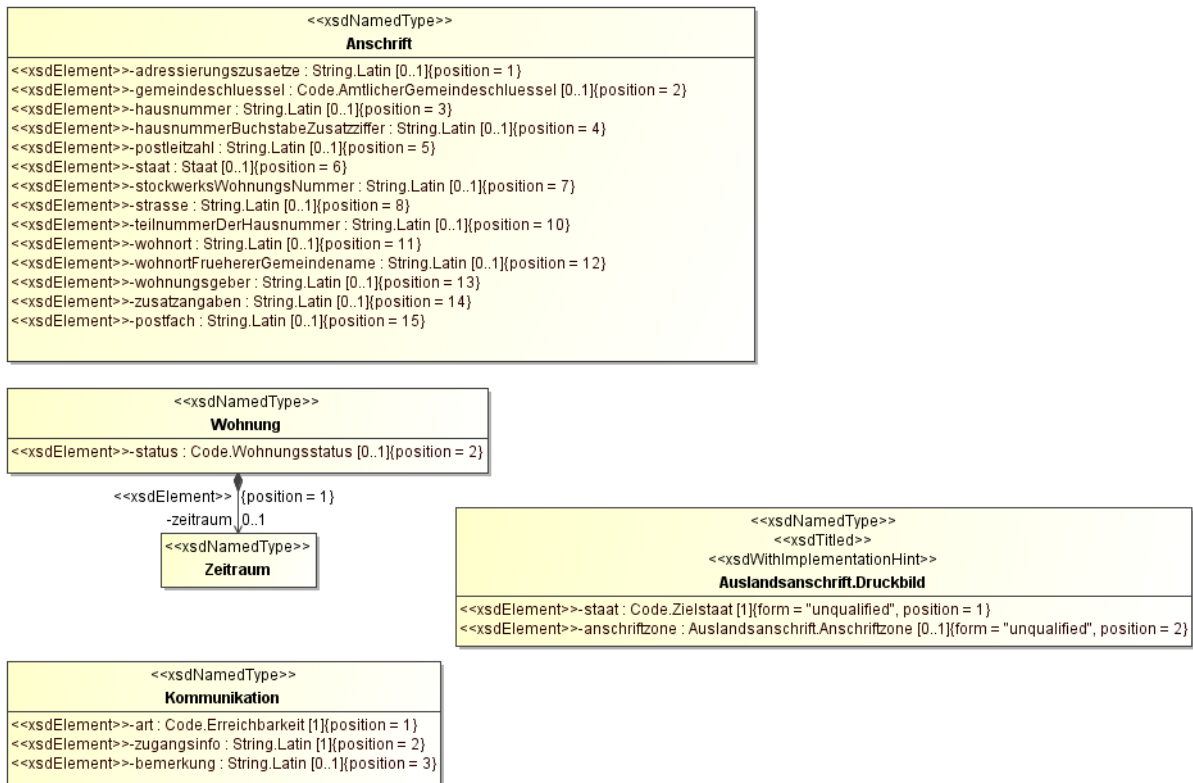 <<xsdNamedType>>
Anschrift
<<xsdElement>>-adressierungszusaetze : String.Latin [0..1]{position = 1}
<<xsdElement>>-gemeindeschluessel : Code.AmtlicherGemeindeschluessel [0..1]{position = 2}
<<xsdElement>>-hausnummer : String.Latin [0..1]{position = 3}
<<xsdElement>>-hausnummerBuchstabeZusatzziffer : String.Latin [0..1]{position = 4}
<<xsdElement>>-postleitzahl : String.Latin [0..1]{position = 5}
<<xsdElement>>-staat : Staat [0..1]{position = 6}
<<xsdElement>>-stockwerksWohnungsNummer : String.Latin [0..1]{position = 7}
<<xsdElement>>-strasse : String.Latin [0..1]{position = 8}
<<xsdElement>>-teilnummerDerHausnummer : String.Latin [0..1]{position = 10}
<<xsdElement>>-wohnort : String.Latin [0..1]{position = 11}
<<xsdElement>>-wohnortFruehererGemeindename : String.Latin [0..1]{position = 12}
<<xsdElement>>-wohnungsgeber : String.Latin [0..1]{position = 13}
<<xsdElement>>-zusatzangaben : String.Latin [0..1]{position = 14}
<<xsdElement>>-postfach : String.Latin [0..1]{position = 15}
<<xsdNamedType>>
Wohnung
<<xsdElement>>-status : Code.Wohnungsstatus [0..1]{position = 2}
<<xsdElement>> {position = 1}
-zeitraum 0..1
<<xsdNamedType>>
Zeitraum
<<xsdNamedType>>
<<xsdTitled>>
<<xsdWithImplementationHint>>
Auslandsanschrift.Druckbild
<<xsdElement>>-staat : Code.Zielstaat [1]{form = "unqualified", position = 1}
<<xsdElement>>-anschriftzone : Auslandsanschrift.Anschriftzone [0..1]{form = "unqualified", position = 2}
<<xsdNamedType>>
Kommunikation
<<xsdElement>>-art : Code.Erreichbarkeit [1]{position = 1}
<<xsdElement>>-zugangsinfo : String.Latin [1]{position = 2}
<<xsdElement>>-bemerkung : String.Latin [0..1]{position = 3}